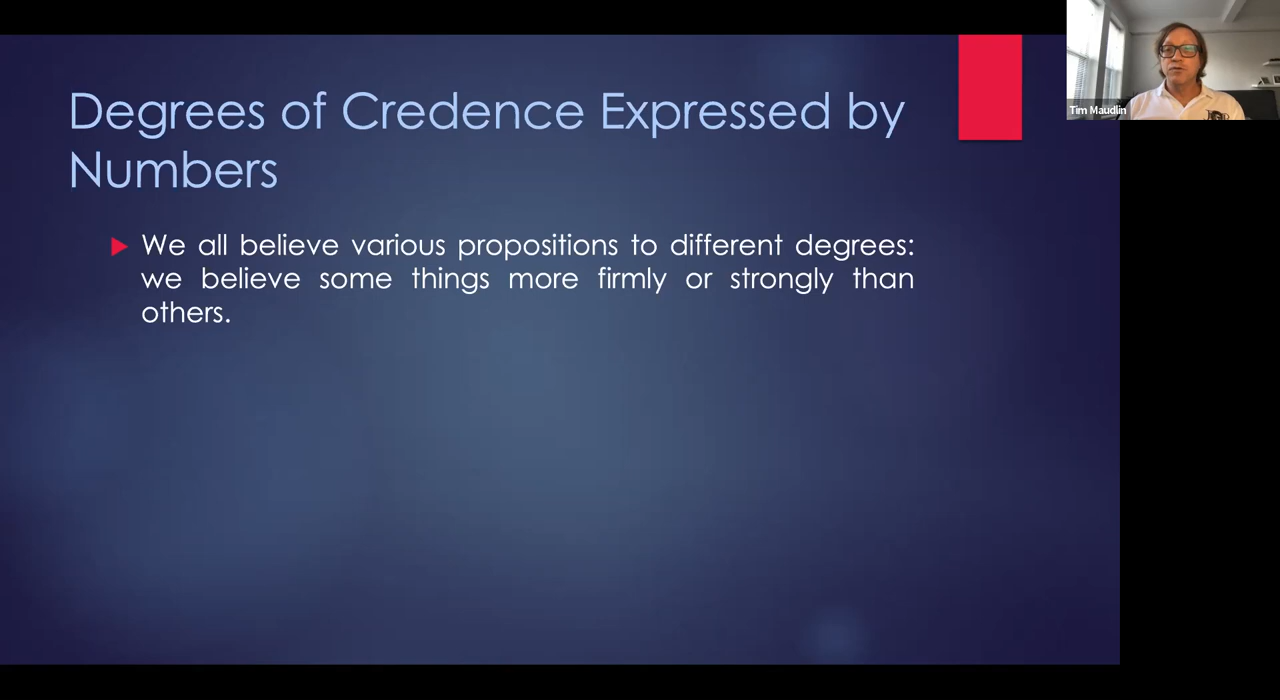 Degrees of Credence Expressed by
Numbers
We all believe various propositions to different degrees:
we believe some things more firmly or strongly than
others.
Tim Maudlin